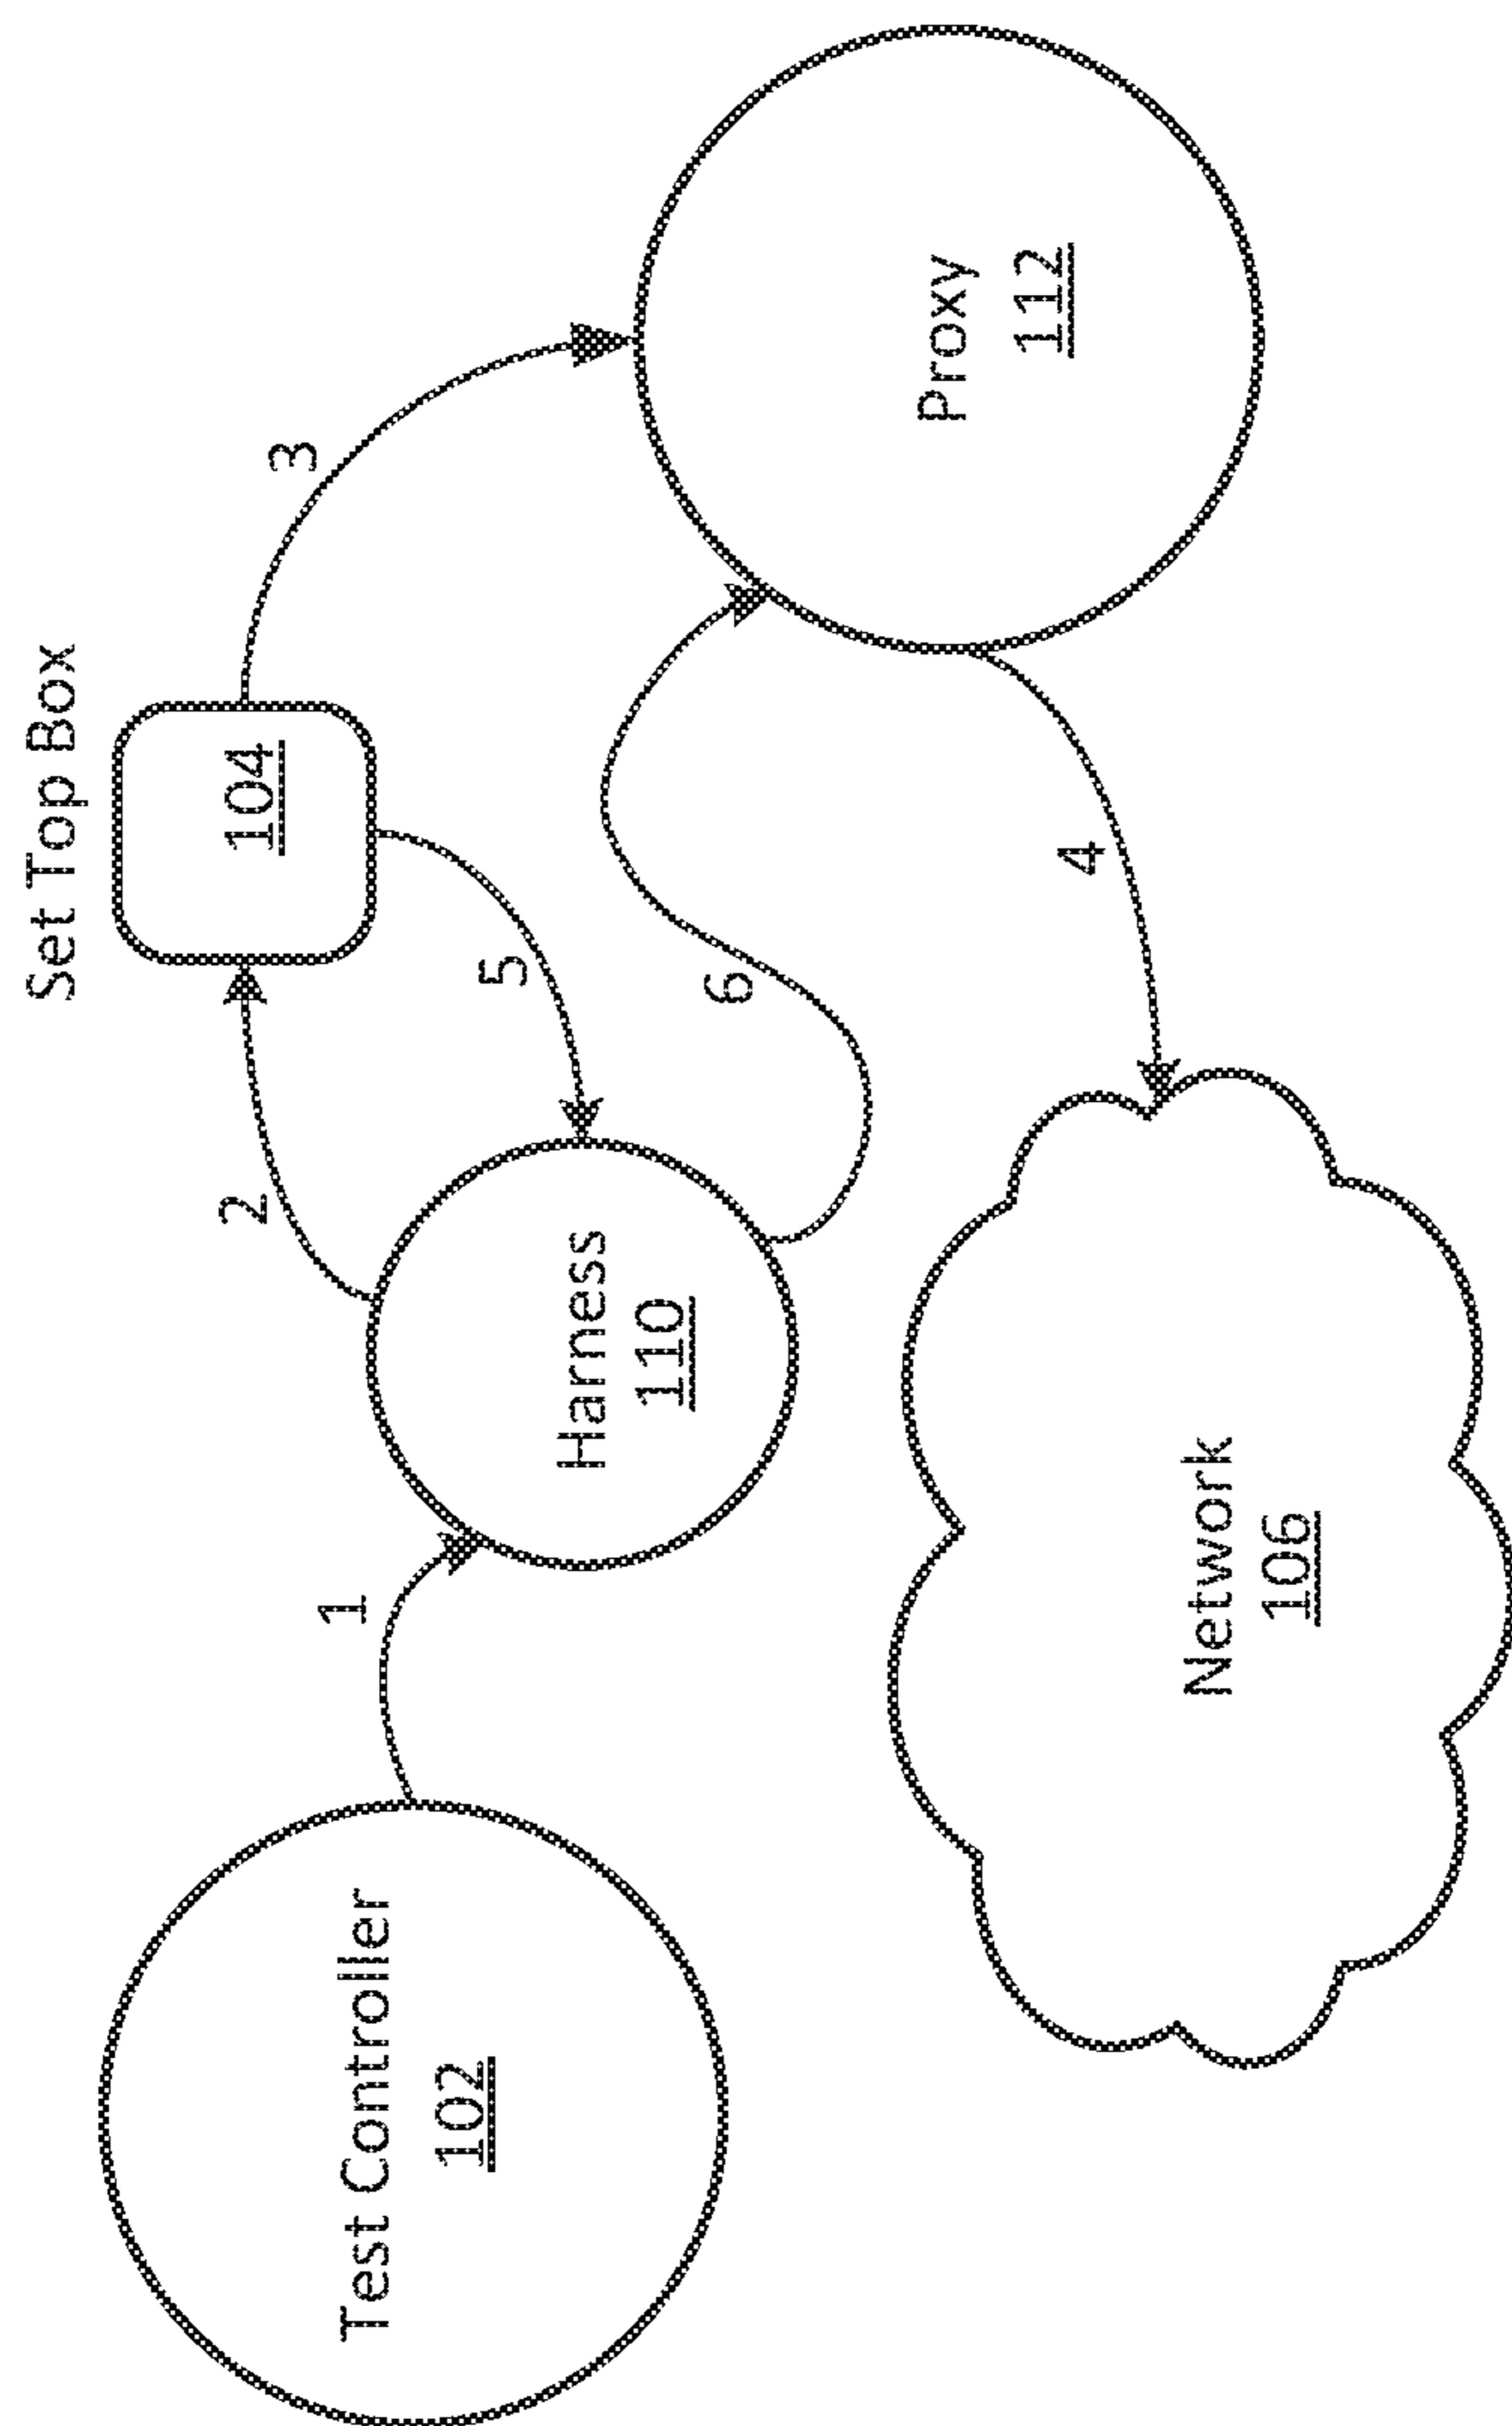 Set Top Box
104
3
2
5
1
Harness
110
6
Test Controller
102
Proxy
112
4
Network
106